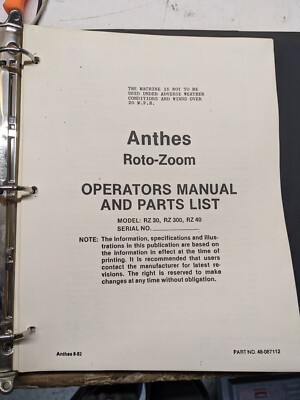 THE MACHINE IS NOT TO BE
USED UNDER ADVERSE WEATHER
CONDITIONS AND WINDS OVER
20 M.P.H.
Anthes
Roto-Zoom
OPERATORS MANUAL
AND PARTS LIST
MODEL: RZ 30, RZ 300, RZ 40
SERIAL NO.
NOTE: The information, specifications and illus-
trations in this publication are based on
the information in effect at the time of
printing. It is recommended that users
contact the manufacturer for latest re-
visions. The right is reserved to make
changes at any time without obligation.
Anthes 8-82
PART NO. 48-087112